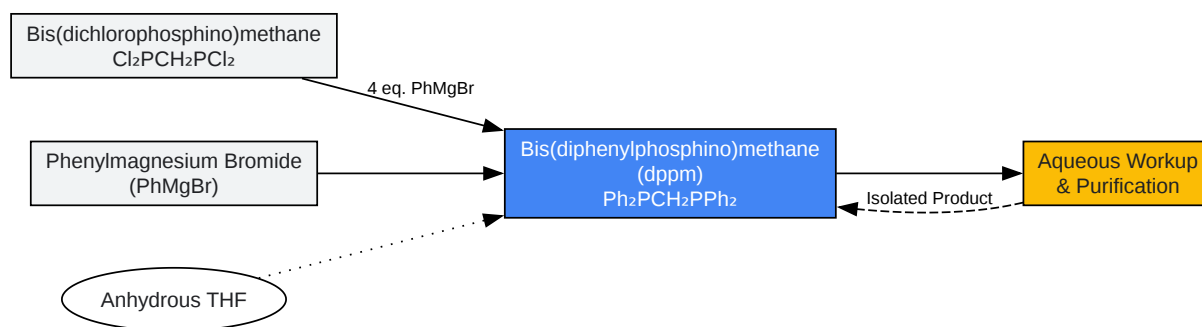 Bis(dichlorophosphino)methane
Cl₂PCH₂PCl₂
4 eq. PhMgBr
Phenylmagnesium Bromide
(PhMgBr)
Bis(diphenylphosphino)methane
(dppm)
Ph₂PCH₂PPh₂
Aqueous Workup
& Purification
Isolated Product
Anhydrous THF